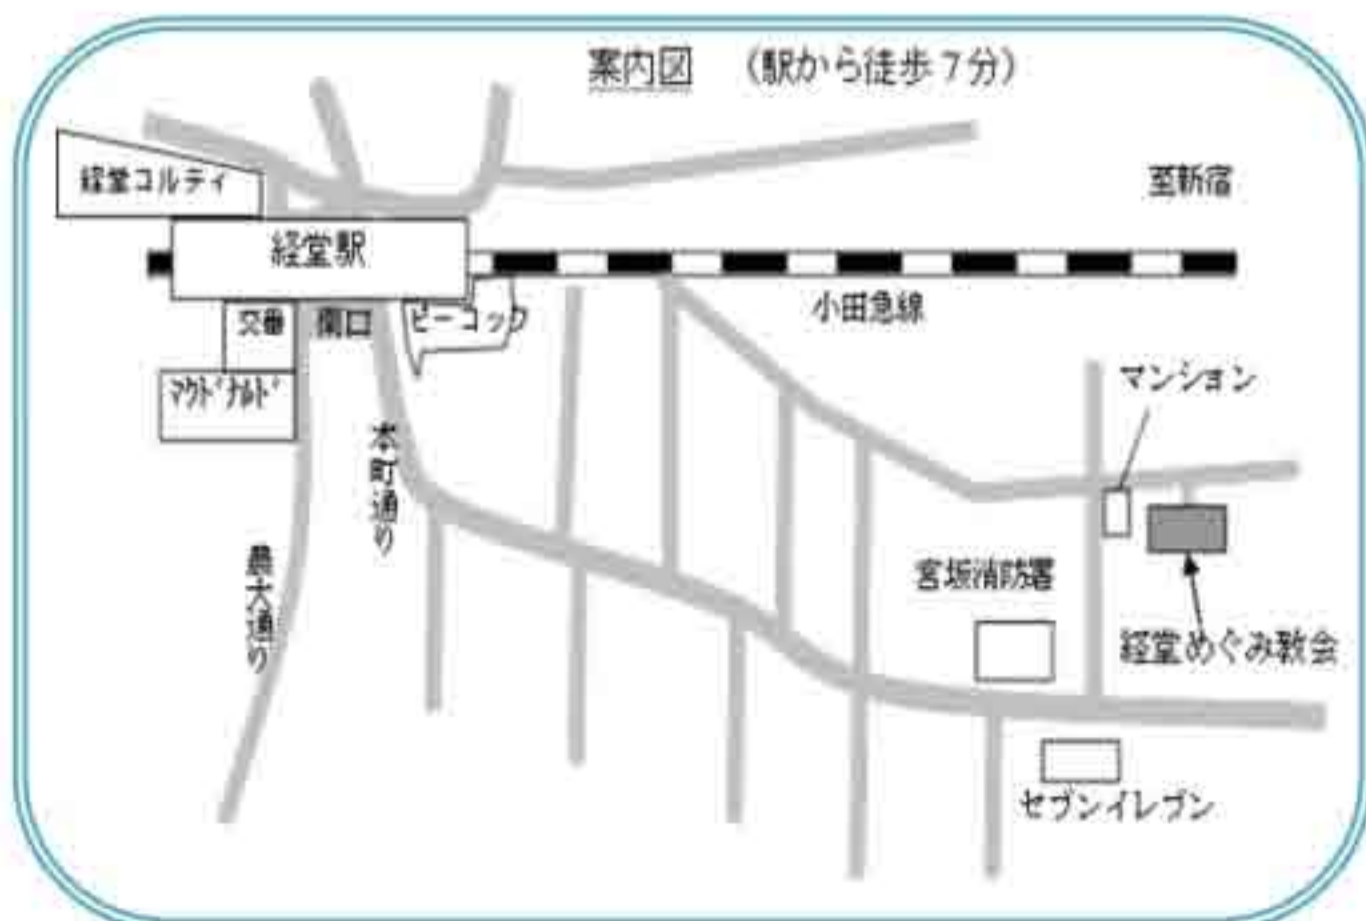 案内図 (駅から徒歩7分)
経堂コルティ
至新宿
経堂駅
小田急線
交番
南口
ピーコック
マクドナルド
マンション
本町通り
農大通り
宮坂消防署
経堂めぐみ教会
セブンイレブン